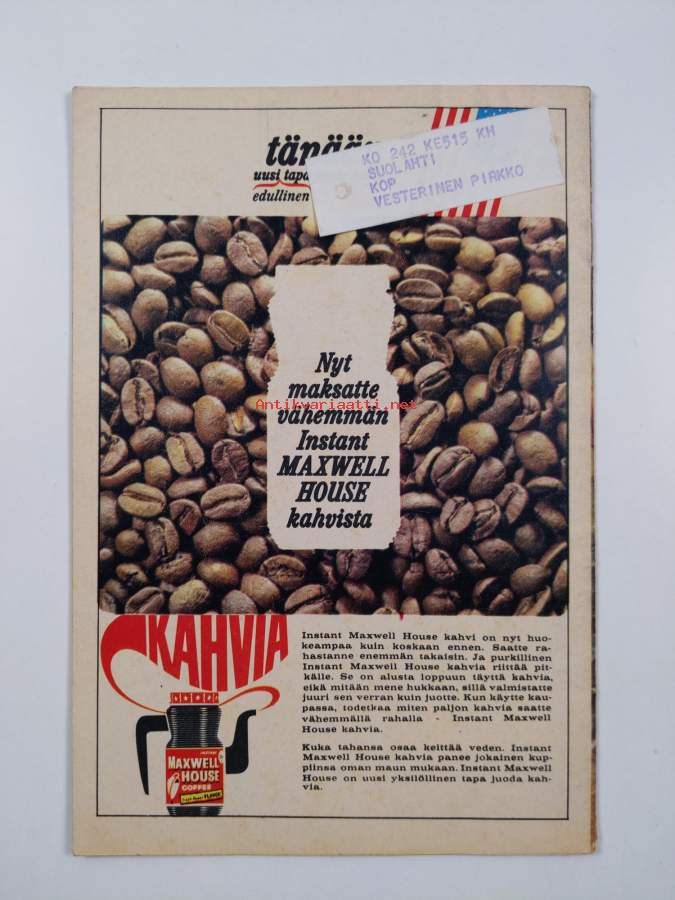 uusi tapa
edullinen
KO 242 KE515 KH
SUOLAHTI
KOP
VESTERINEN PIRKKO
Nyt
maksatte
vähemmän
Instant
MAXWELL
HOUSE
kahvista
Antikvariaatti.net
KAHVIA
INSTANT
MAXWELL
HOUSE
COFFEE
FLAVOR
Instant Maxwell House kahvi on nyt huo-
keampaa kuin koskaan ennen. Saatte ra-
hastanne enemmän takaisin. Ja purkillinen
Instant Maxwell House kahvia riittää pit-
källe. Se on alusta loppuun täyttä kahvia,
eikä mitään mene hukkaan, sillä valmistatte
juuri sen verran kuin juotte. Kun käytte kau-
passa, todetkaa miten paljon kahvia saatte
vähemmällä rahalla - Instant Maxwell
House kahvia.
Kuka tahansa osaa keittää veden. Instant
Maxwell House kahvia panee jokainen kup-
piinsa oman maun mukaan. Instant Maxwell
House on uusi yksilöllinen tapa juoda kah-
via.